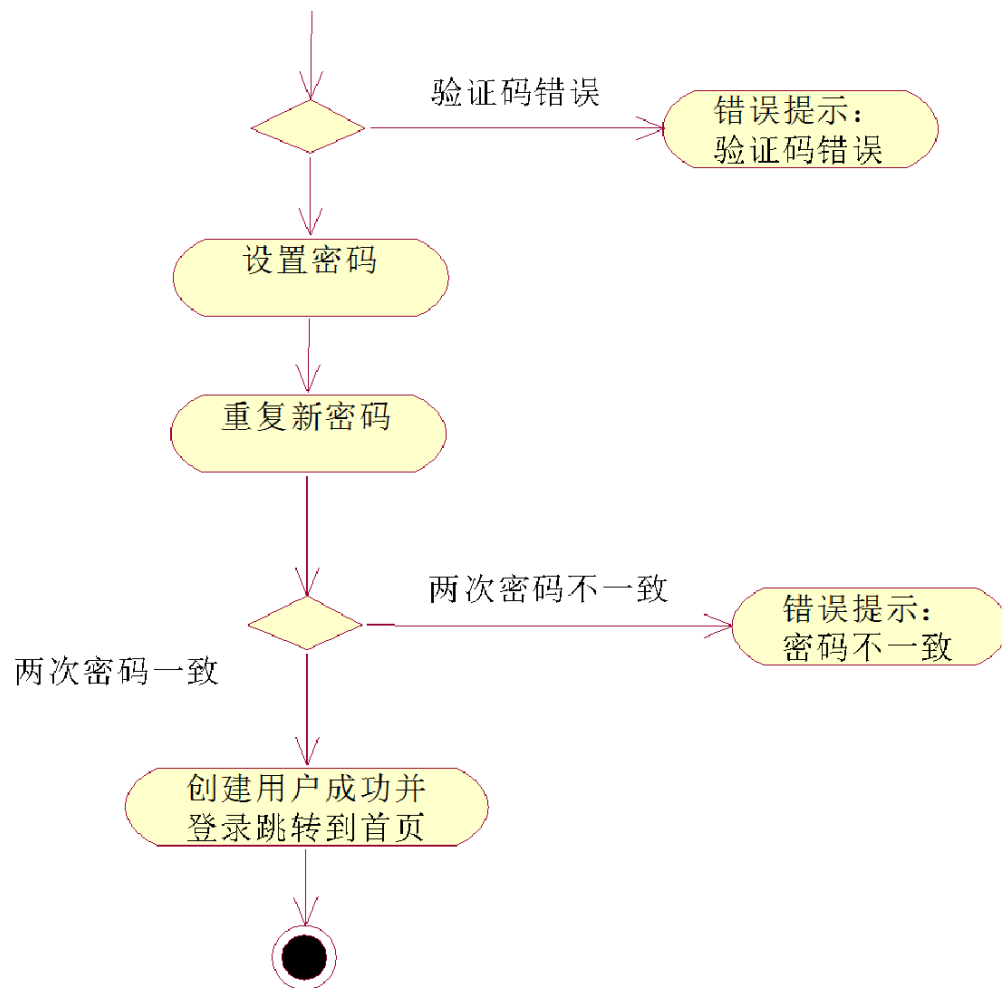 验证码错误
错误提示：
验证码错误
设置密码
重复新密码
两次密码不一致
错误提示：
密码不一致
两次密码一致
创建用户成功并
登录跳转到首页